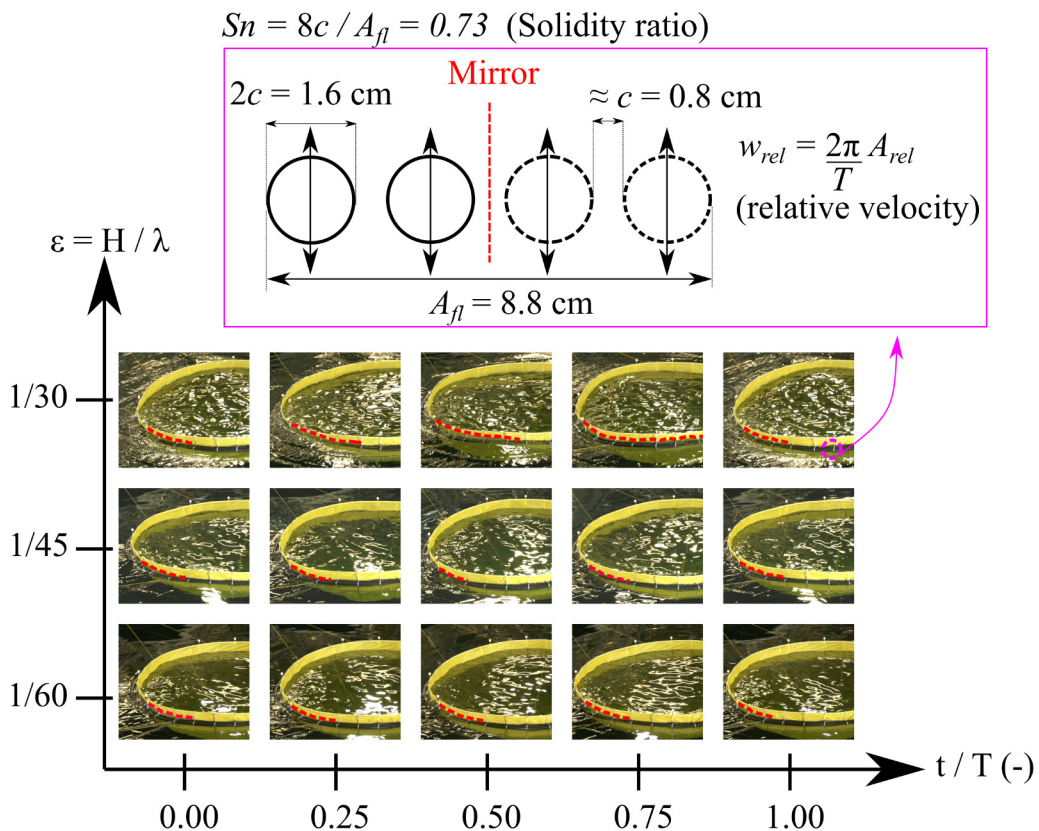 Sn = 8c / A_fl = 0.73 (Solidity ratio)
Mirror
2c = 1.6 cm
≈ c = 0.8 cm
w_rel = 2π/T A_rel
(relative velocity)
A_fl = 8.8 cm
ε = H / λ
1/30
1/45
1/60
t / T (-)
0.00 0.25 0.50 0.75 1.00